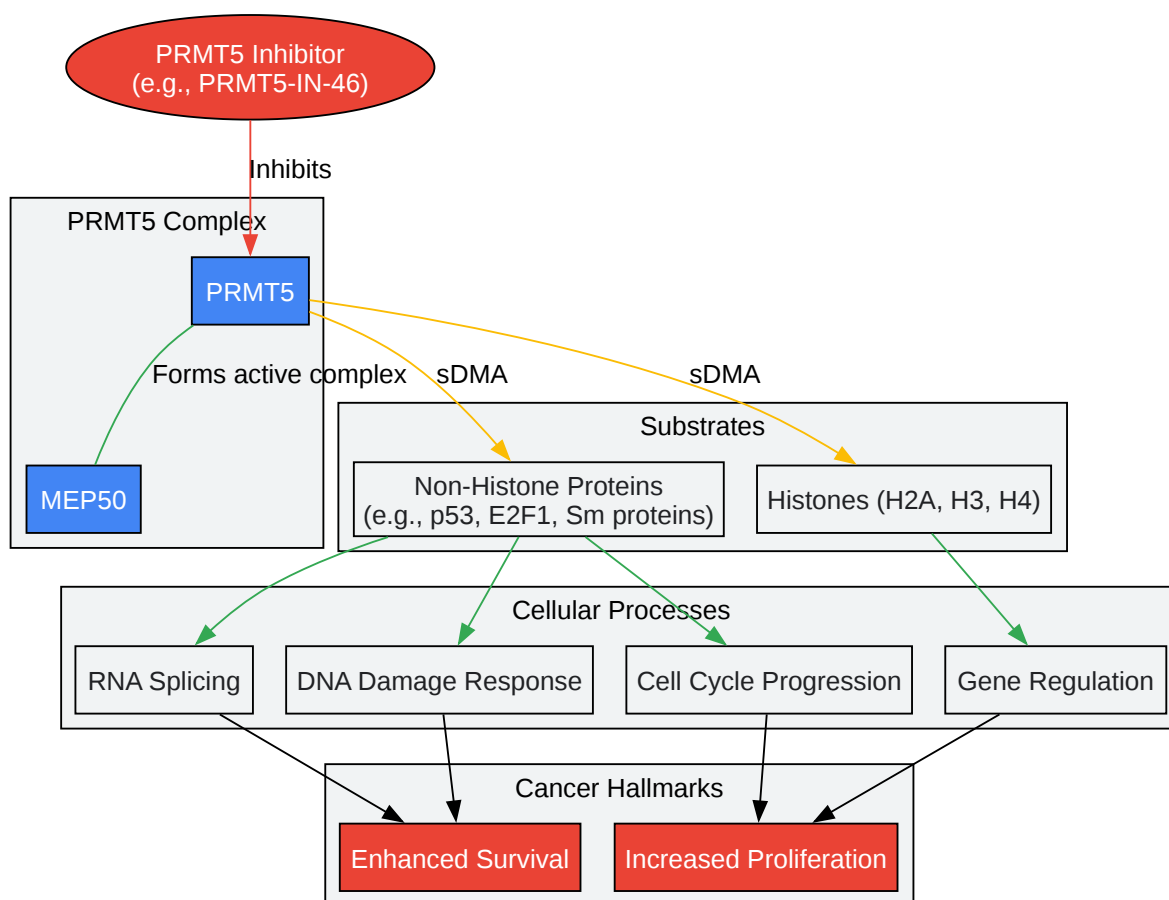 PRMT5 Inhibitor
(e.g., PRMT5-IN-46)
Inhibits
PRMT5 Complex
PRMT5
Forms active complex
sDMA
sDMA
MEP50
Substrates
Non-Histone Proteins
(e.g., p53, E2F1, Sm proteins)
Histones (H2A, H3, H4)
Cellular Processes
RNA Splicing
DNA Damage Response
Cell Cycle Progression
Gene Regulation
Cancer Hallmarks
Enhanced Survival
Increased Proliferation